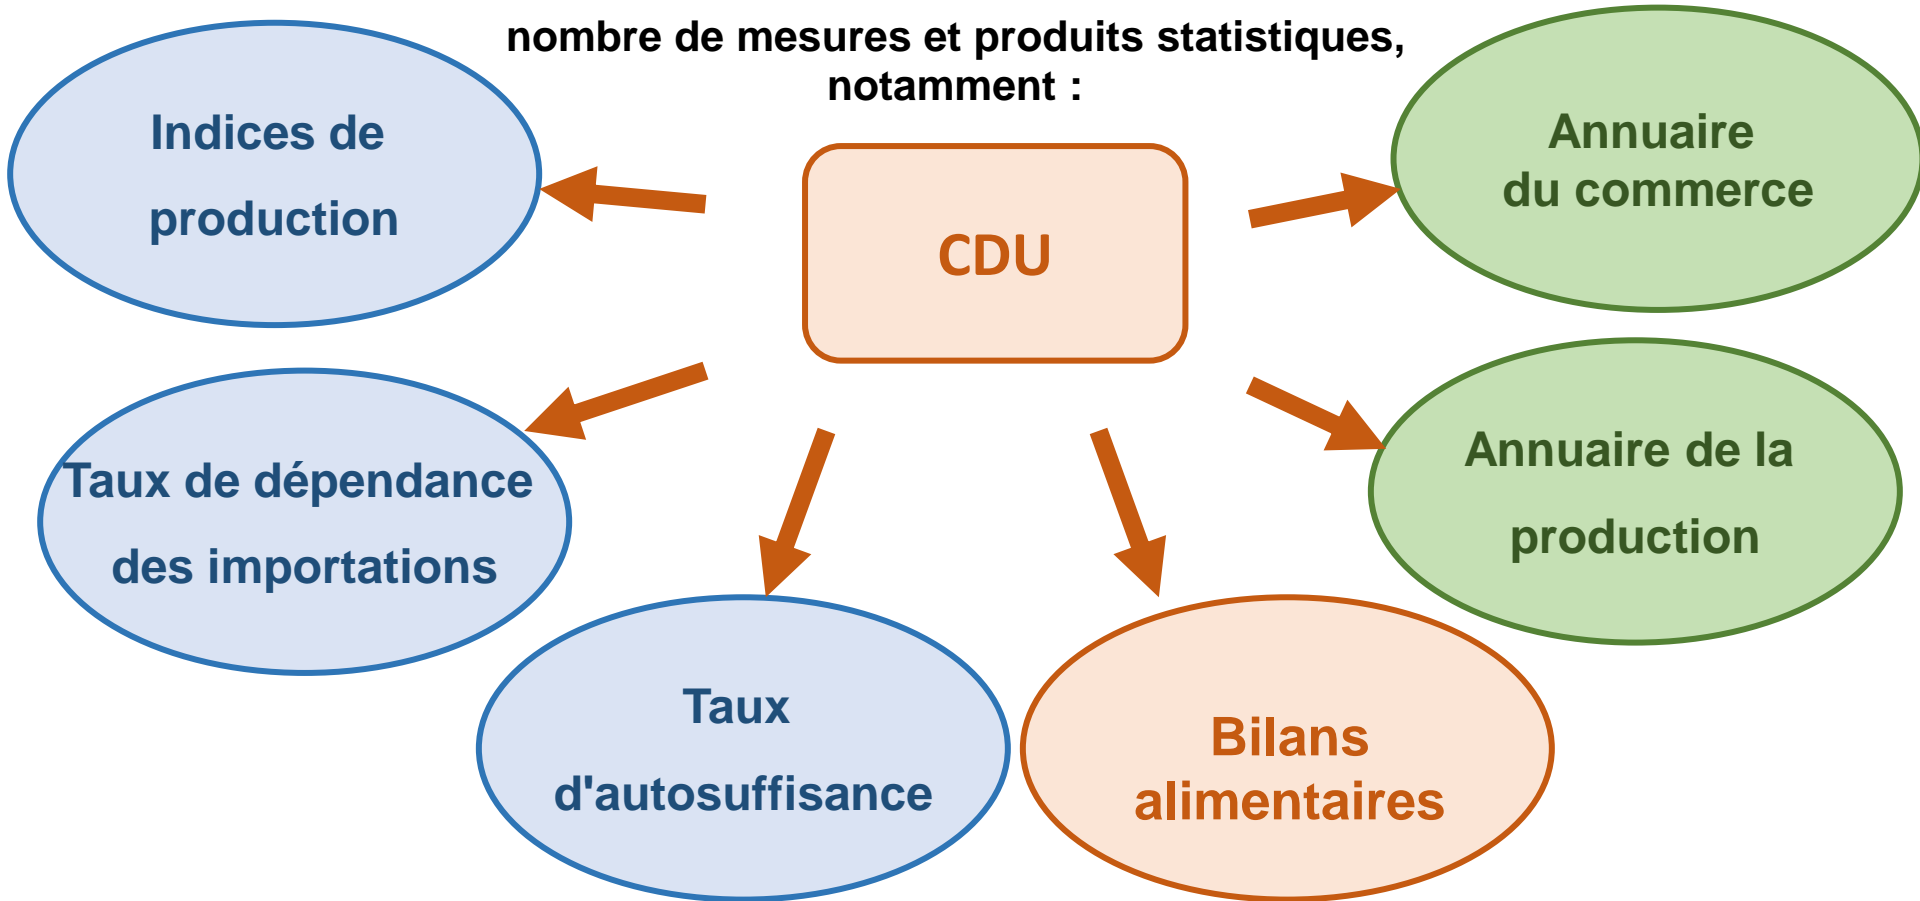 nombre de mesures et produits statistiques,
notamment :
Indices de
production
CDU
Annuaire
du commerce
Taux de dépendance
des importations
Annuaire de la
production
Taux
d'autosuffisance
Bilans
alimentaires